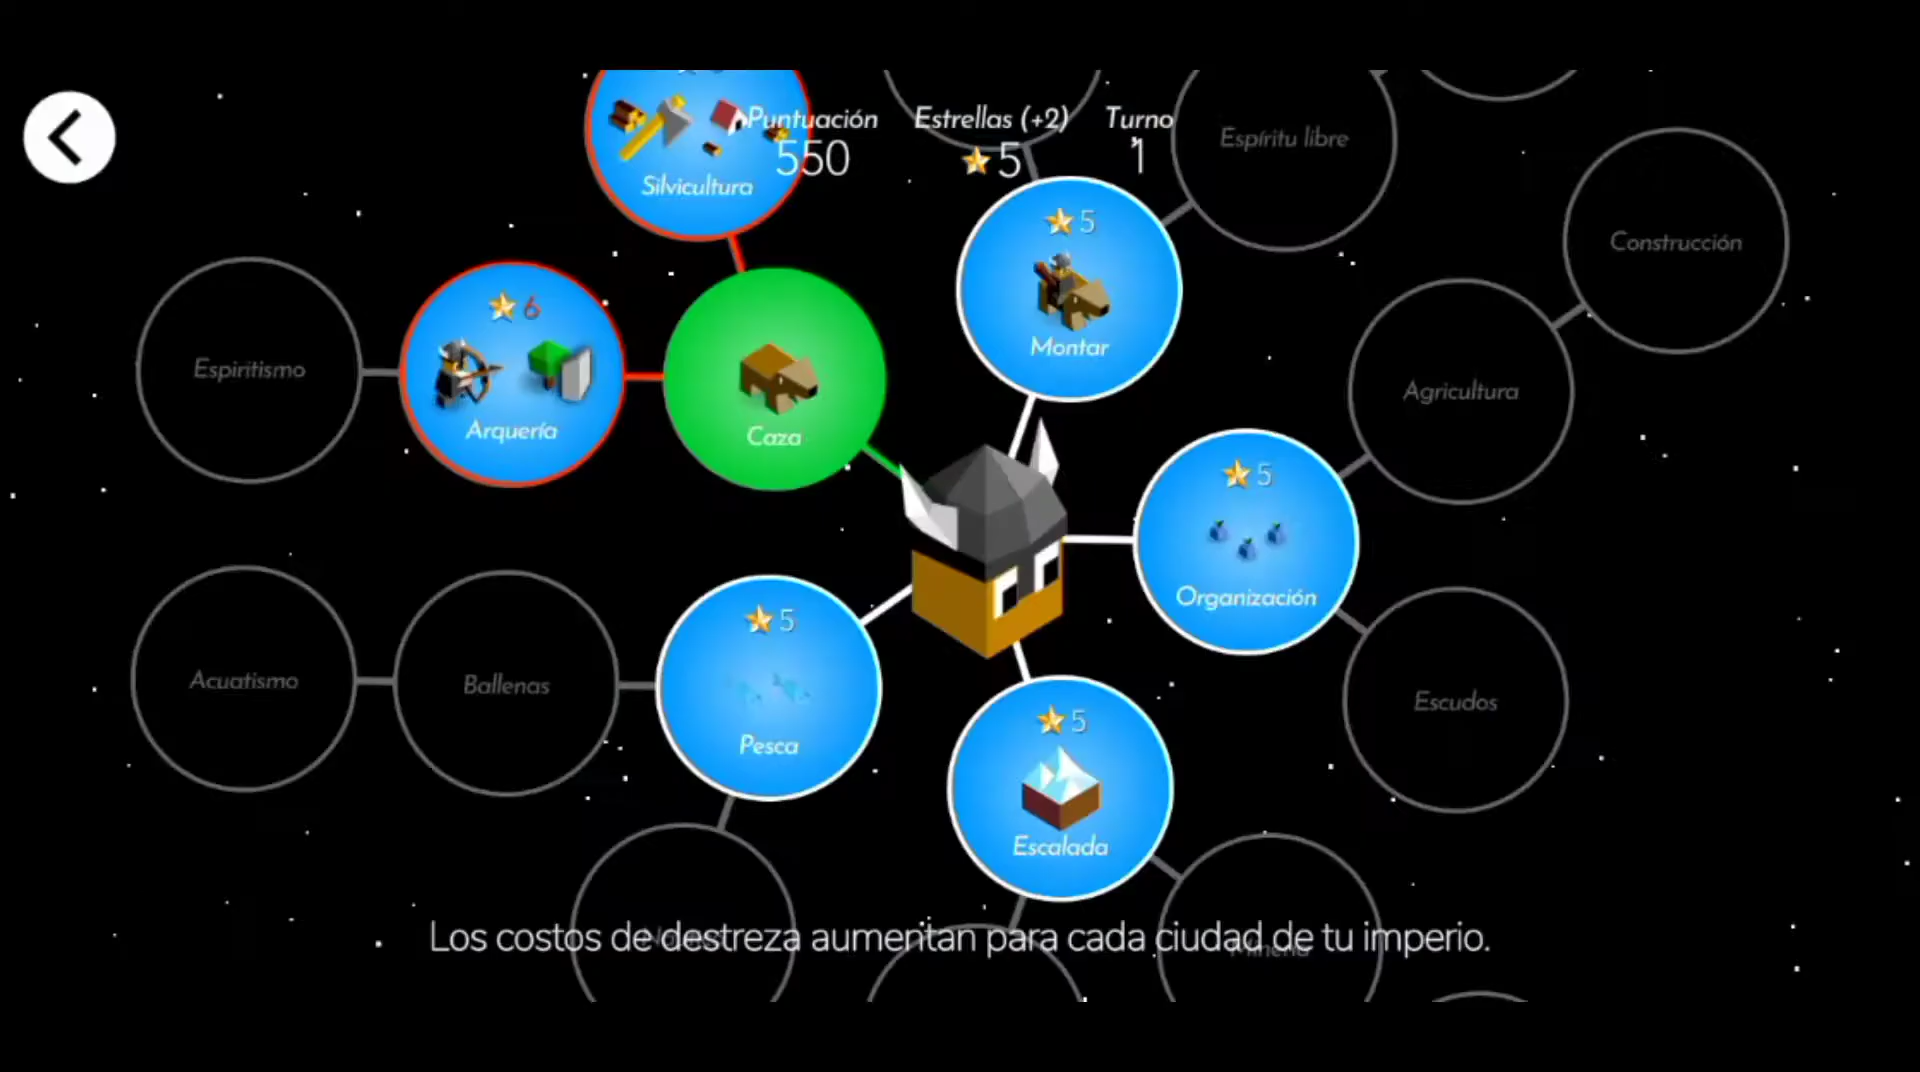 Puntuación
550
Estrellas (+2)
5
Turno
1
Silvicultura
5
Montar
Espíritu libre
Construcción
Espiritismo
6
Arquería
Caza
Agricultura
5
Organización
Acuatismo
Ballenas
5
Pesca
5
Escalada
Escudos
Minería
Los costos de destreza aumentan para cada ciudad de tu imperio.